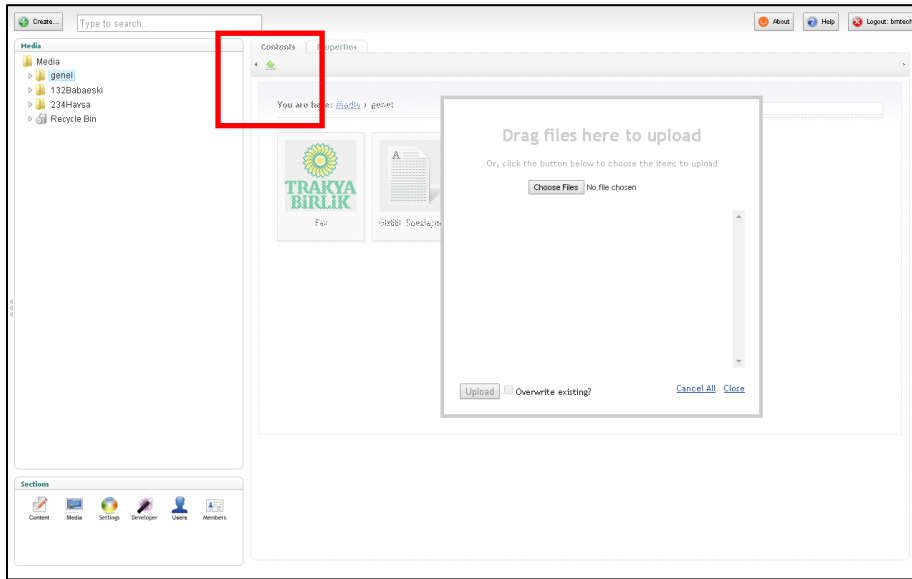 Create...
Type to search...
About
Help
Logout: bmtech
Media
Media
genel
132Babaeski
234Havsa
Recycle Bin
Contents
Properties
You are here: Media › genel
TRAKYA
BİRLİK
Fav
A
Gizlilik
Drag files here to upload
Or, click the button below to choose the items to upload
Choose Files No file chosen
Upload Overwrite existing?
Cancel All Close
Sections
Content Media Settings Developer Users Members